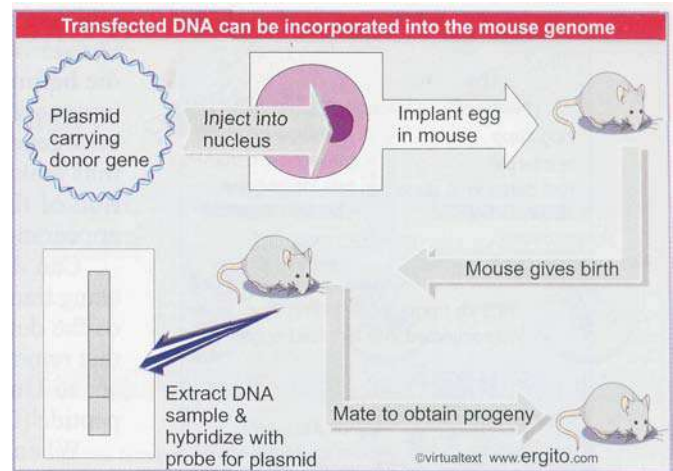 Transfected DNA can be incorporated into the mouse genome
Plasmid
carrying
donor gene
Inject into
nucleus
Implant egg
in mouse
Mouse gives birth
Extract DNA
sample &
hybridize with
probe for plasmid
Mate to obtain progeny
©virtualtext www.ergito.com